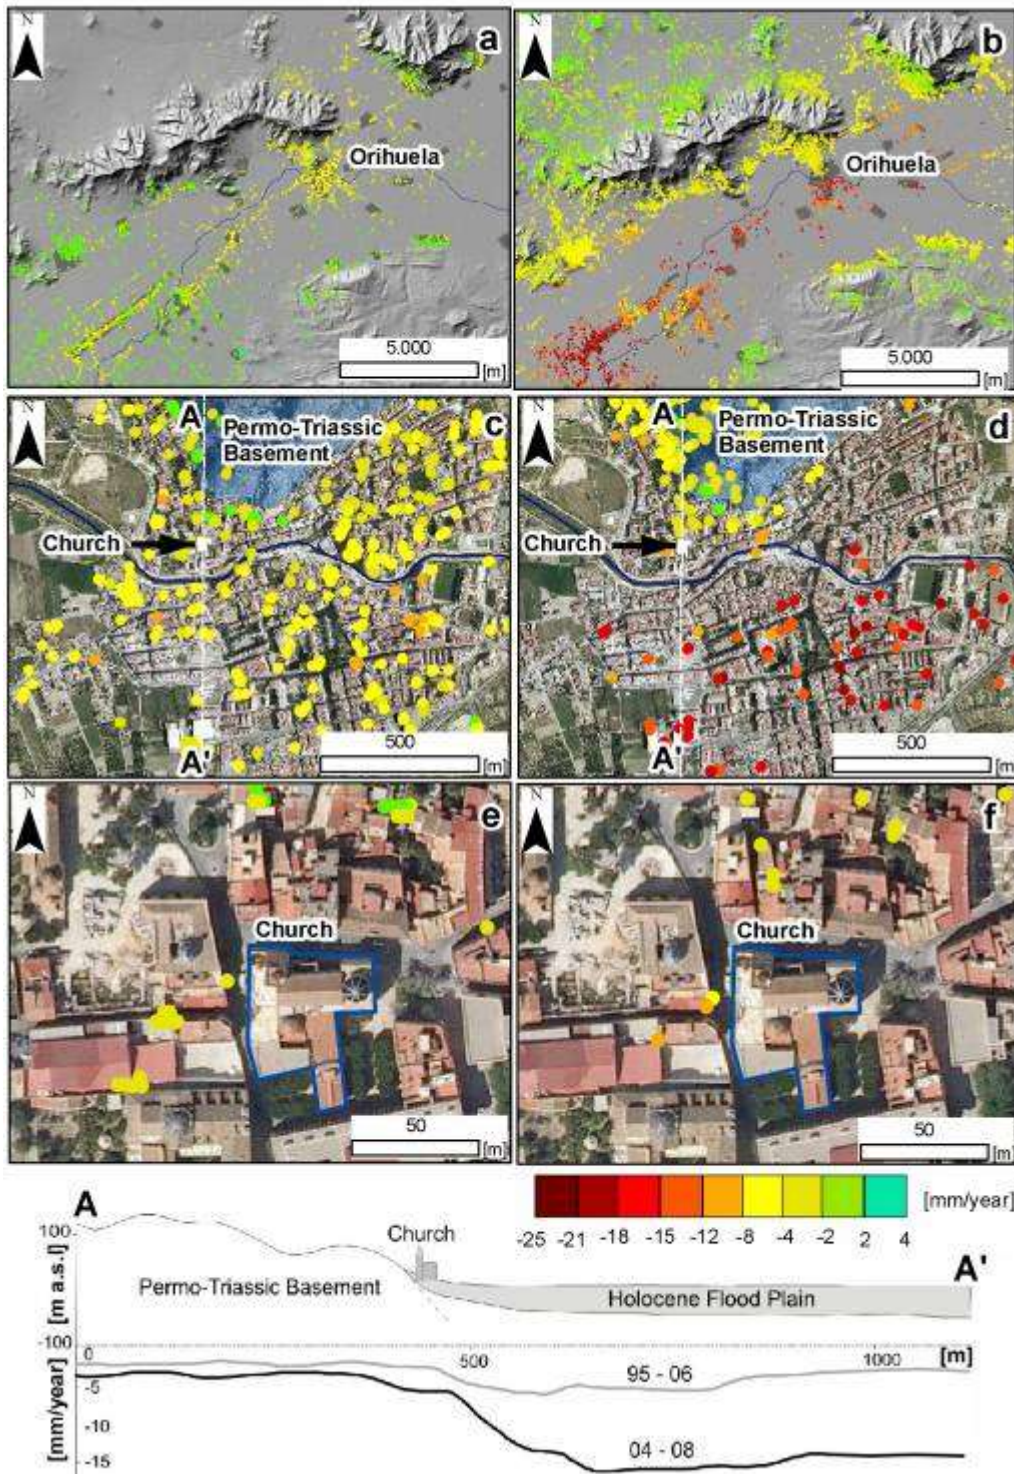 N
a
Orihuela
5.000
[m]
N
b
Orihuela
5.000
[m]
N
A
Permo-Triassic
Basement
c
Church
A'
500
[m]
N
A
Permo-Triassic
Basement
d
Church
A'
500
[m]
N
e
Church
50
[m]
N
f
Church
50
[m]
[mm/year]
-25 -21 -18 -15 -12 -8 -4 -2 2 4
A
A'
100
[m a.s.l]
-100
Church
Permo-Triassic Basement
Holocene Flood Plain
0
500
1000
[m]
[mm/year]
-5
-10
-15
95 - 06
04 - 08